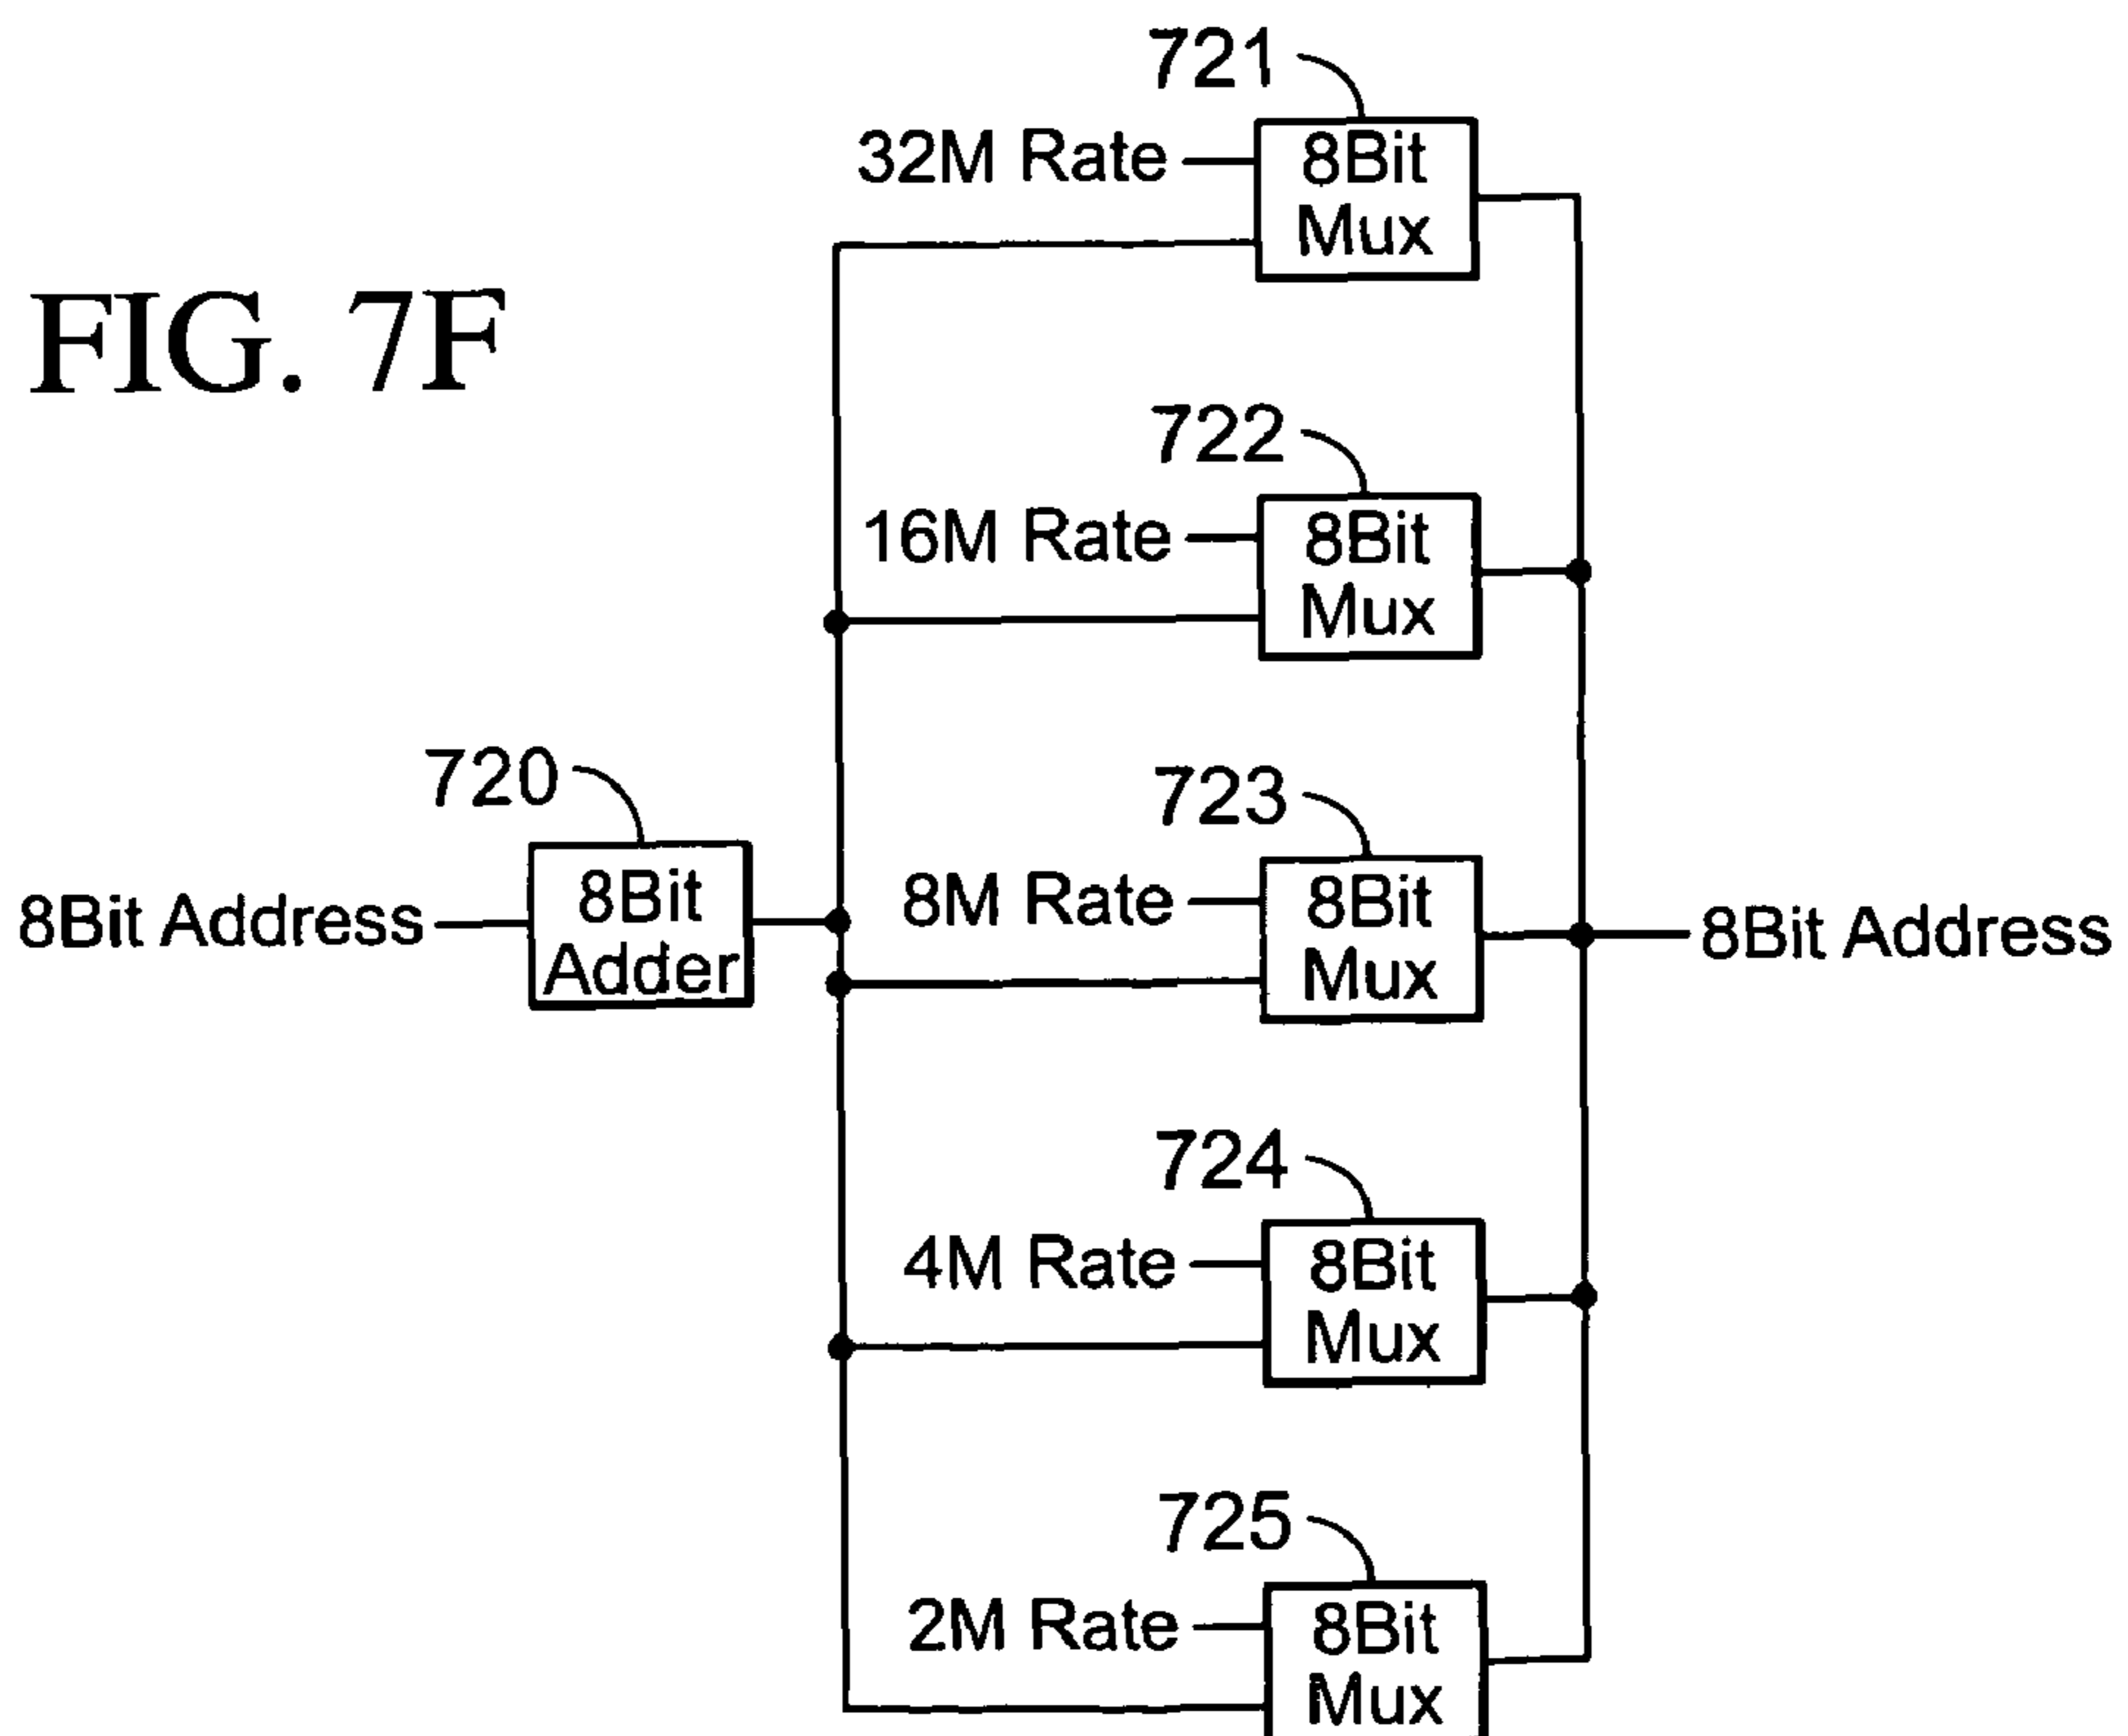 721
32M Rate
8Bit
Mux
FIG. 7F
722
16M Rate
8Bit
Mux
720
8Bit Address
8Bit
Adder
723
8M Rate
8Bit
Mux
8Bit Address
724
4M Rate
8Bit
Mux
725
2M Rate
8Bit
Mux